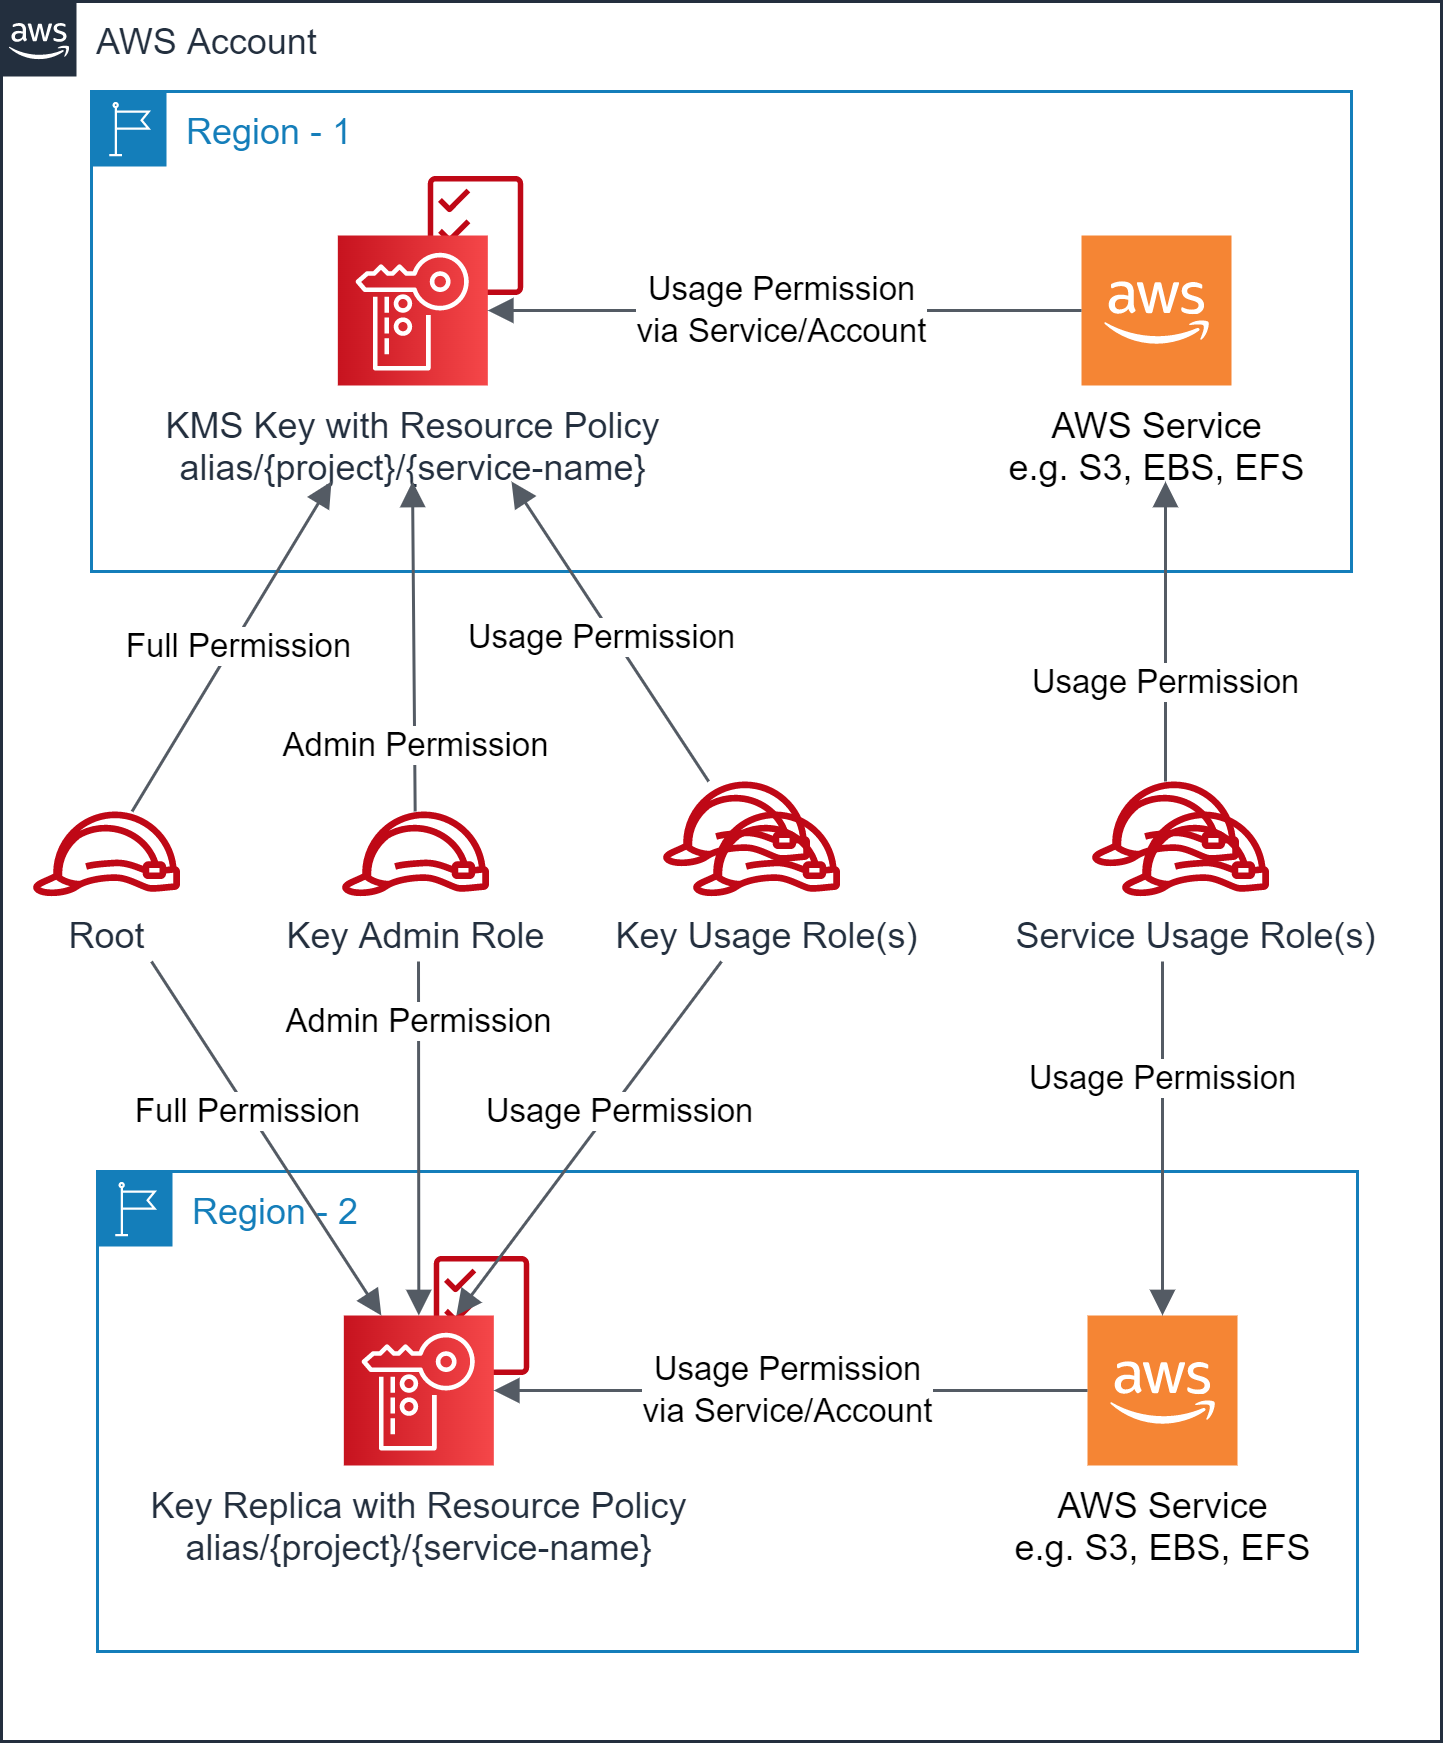 aws
AWS Account
Region - 1
aws
Usage Permission
via Service/Account
KMS Key with Resource Policy
alias/{project}/{service-name}
AWS Service
e.g. S3, EBS, EFS
Full Permission
Usage Permission
Usage Permission
Admin Permission
Root
Key Admin Role
Key Usage Role(s)
Service Usage Role(s)
Admin Permission
Usage Permission
Full Permission
Usage Permission
Region - 2
aws
Usage Permission
via Service/Account
Key Replica with Resource Policy
alias/{project}/{service-name}
AWS Service
e.g. S3, EBS, EFS